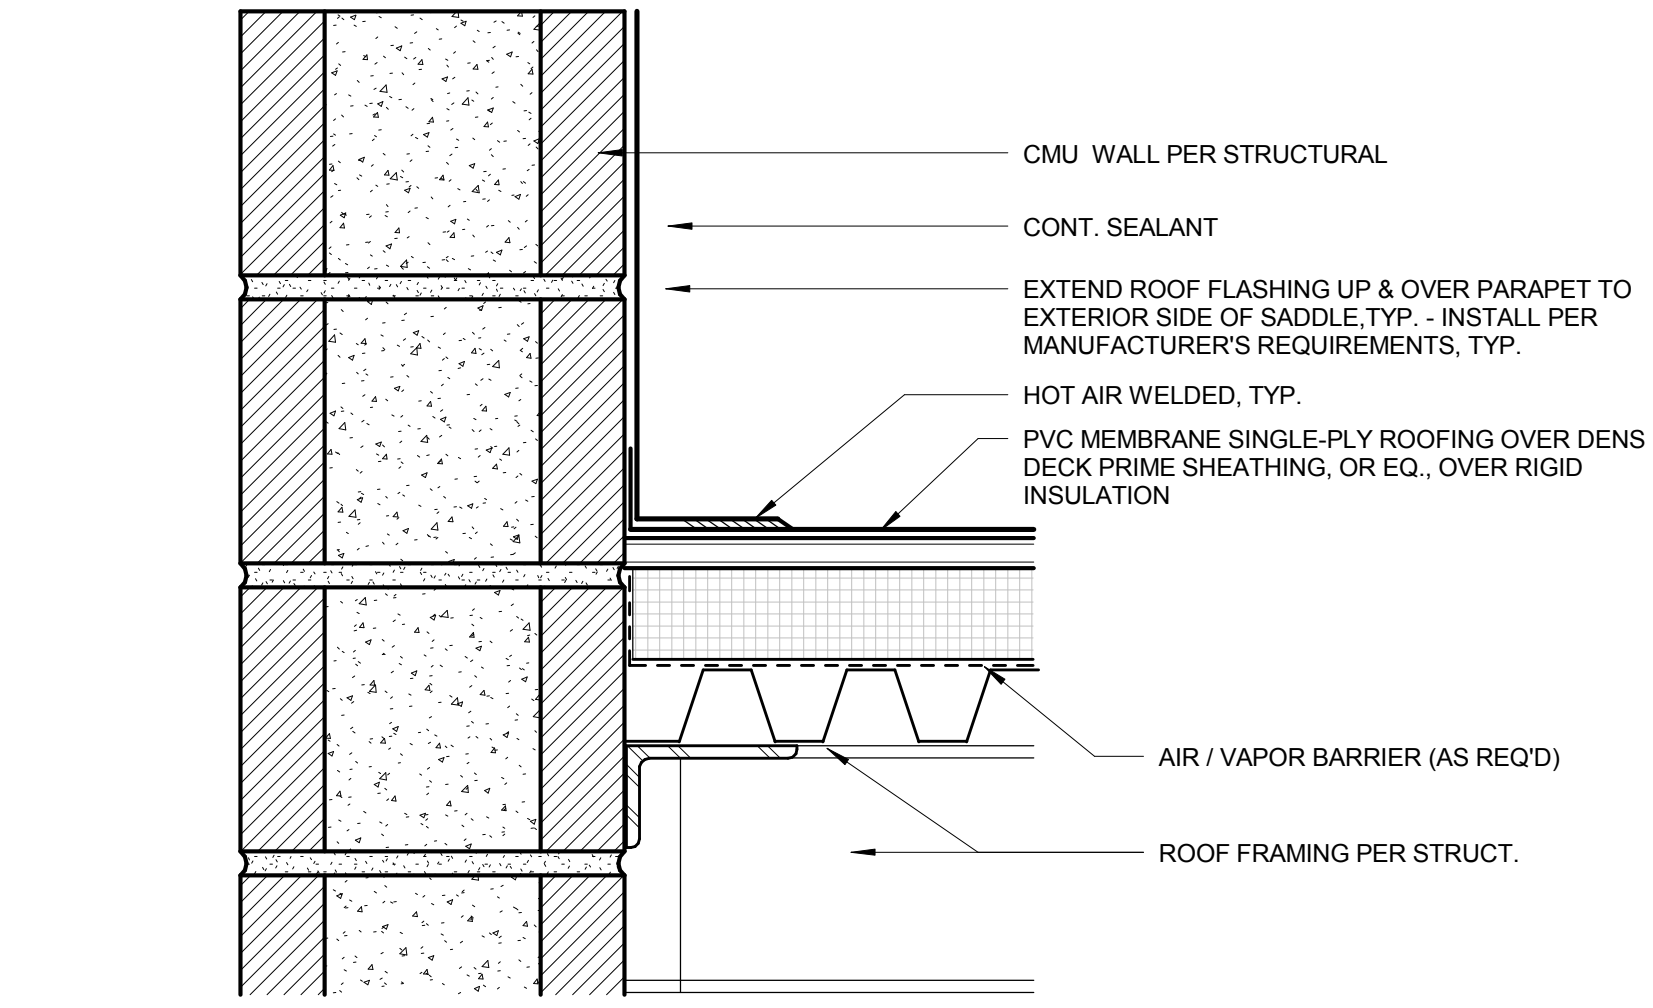 CMU WALL PER STRUCTURAL
CONT. SEALANT
EXTEND ROOF FLASHING UP & OVER PARAPET TO
EXTERIOR SIDE OF SADDLE,TYP. - INSTALL PER
MANUFACTURER'S REQUIREMENTS, TYP.
HOT AIR WELDED, TYP.
PVC MEMBRANE SINGLE-PLY ROOFING OVER DENS
DECK PRIME SHEATHING, OR EQ., OVER RIGID
INSULATION
AIR / VAPOR BARRIER (AS REQ'D)
ROOF FRAMING PER STRUCT.